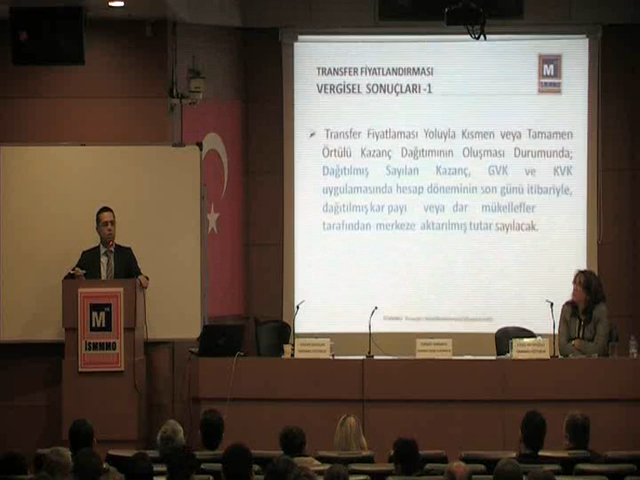 TRANSFER FİYATLANDIRMASI
VERGİSEL SONUÇLARI -1
M
İSMMMO
➢ Transfer Fiyatlaması Yoluyla Kısmen veya Tamamen
Örtülü Kazanç Dağıtımının Oluşması Durumunda;
Dağıtılmış Sayılan Kazanç, GVK ve KVK
uygulamasında hesap döneminin son günü itibariyle,
dağıtılmış kar payı veya dar mükellefler
tarafından merkeze aktarılmış tutar sayılacak.
M
İSMMMO